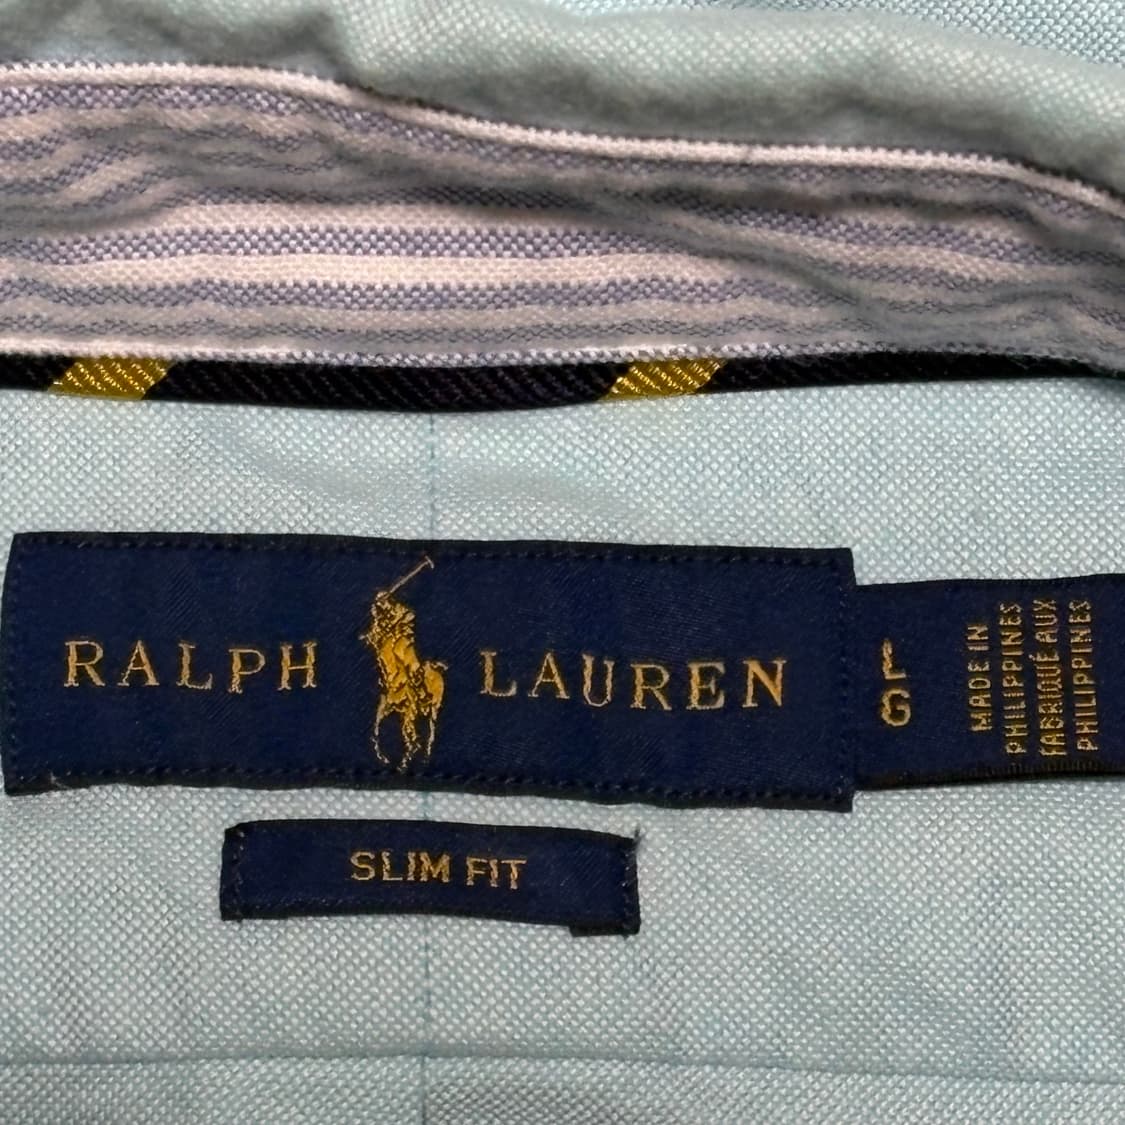 RALPH LAUREN
L
G
MADE IN
PHILIPPINES
FABRIQUÉ AUX
PHILIPPINES
SLIM FIT